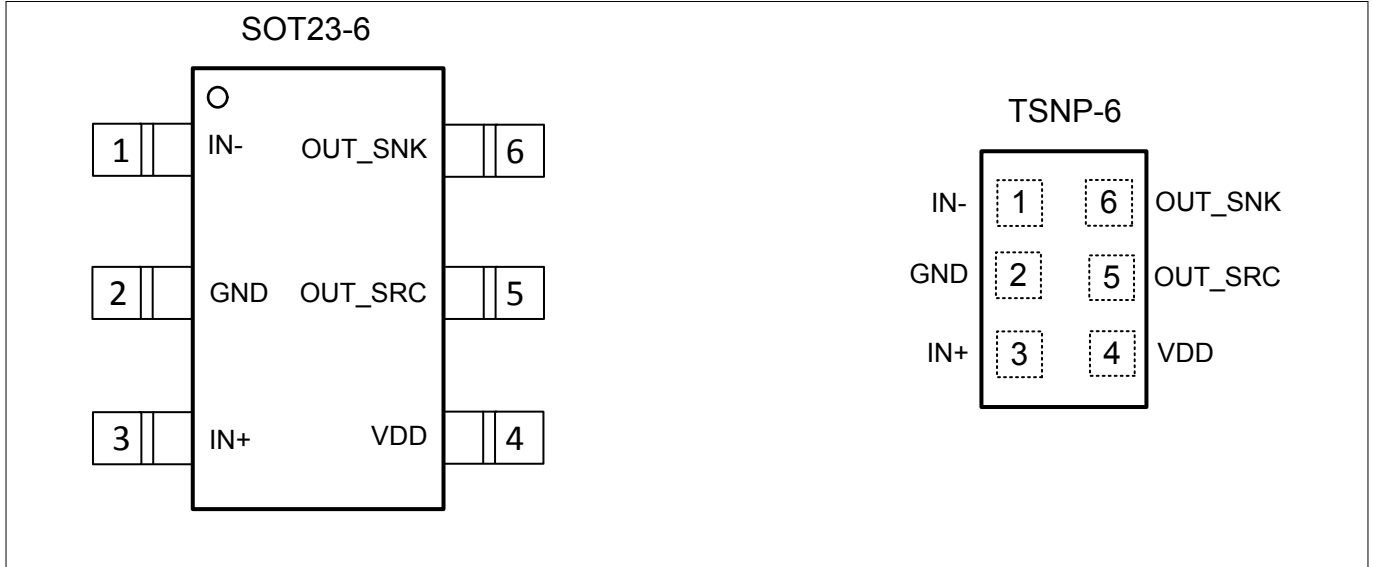 SOT23-6
1 IN- OUT_SNK 6
2 GND OUT_SRC 5
3 IN+ VDD 4
TSNP-6
IN- 1 6 OUT_SNK
GND 2 5 OUT_SRC
IN+ 3 4 VDD